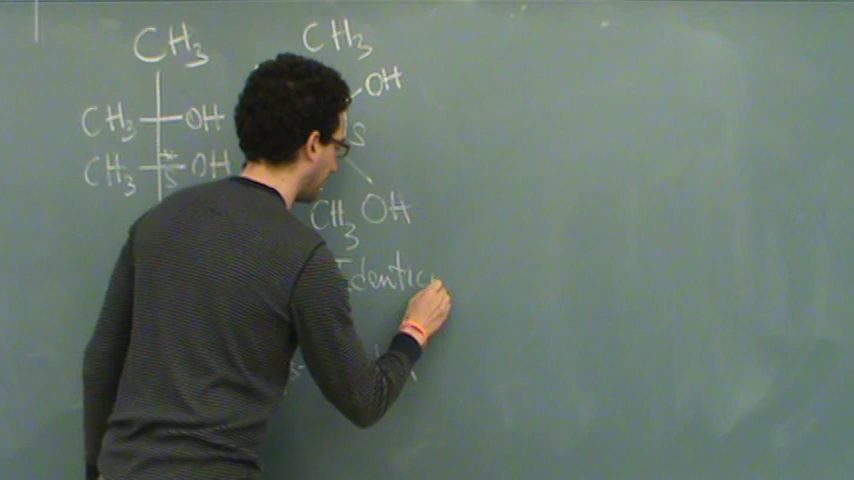 CH3 CH3
OH
CH3 OH
S
CH3 * OH
S
CH3 OH
Identic